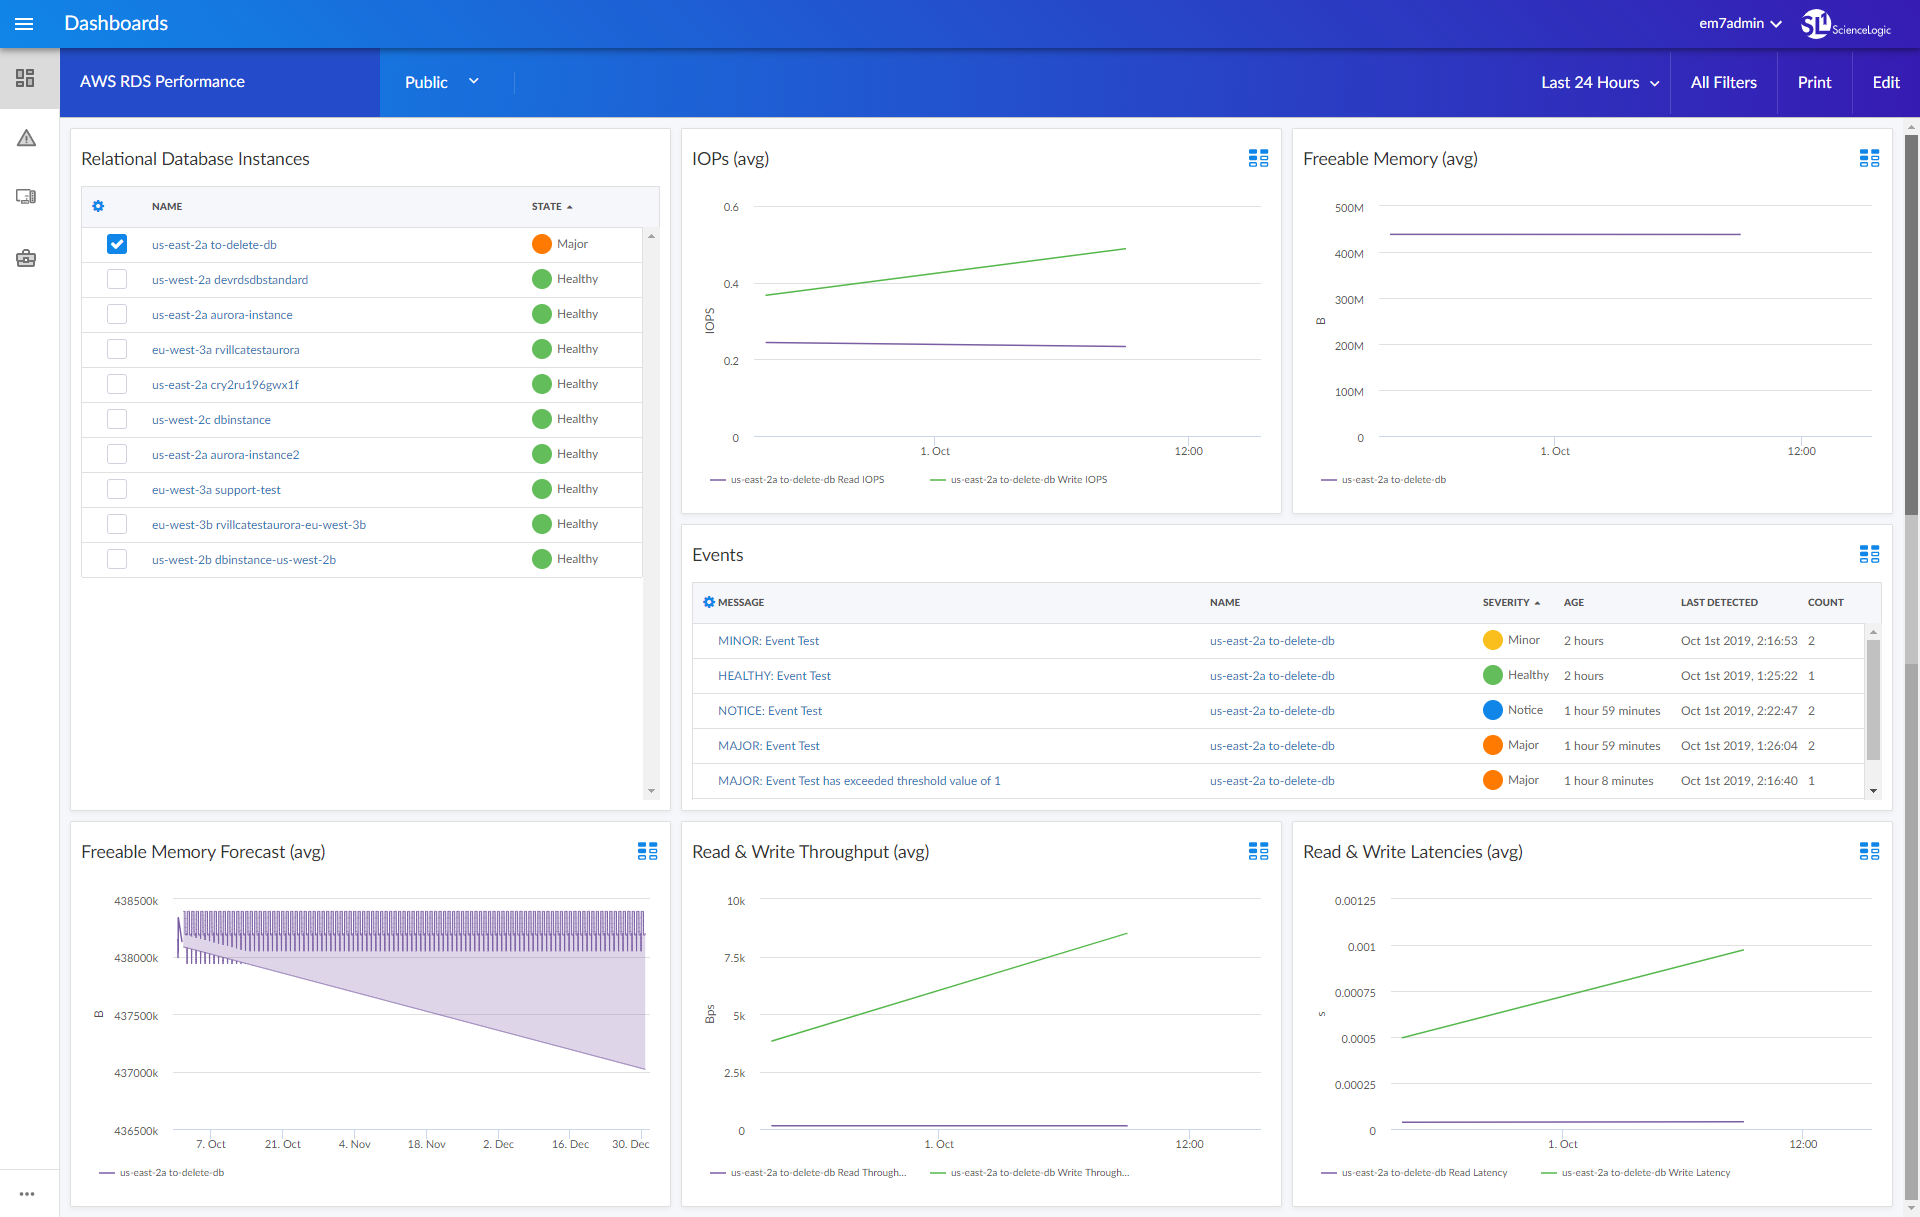 Dashboards
em7admin
SL1 ScienceLogic
AWS RDS Performance
Public
Last 24 Hours
All Filters
Print
Edit
Relational Database Instances
NAME STATE
us-east-2a to-delete-db Major
us-west-2a devrdsdbstandard Healthy
us-east-2a aurora-instance Healthy
eu-west-3a rvillcatestaurora Healthy
us-east-2a cry2ru196gwx1f Healthy
us-west-2c dbinstance Healthy
us-east-2a aurora-instance2 Healthy
eu-west-3a support-test Healthy
eu-west-3b rvillcatestaurora-eu-west-3b Healthy
us-west-2b dbinstance-us-west-2b Healthy
IOPs (avg)
0.6
0.4
0.2
0
IOPS
1. Oct 12:00
us-east-2a to-delete-db Read IOPS us-east-2a to-delete-db Write IOPS
Freeable Memory (avg)
500M
400M
300M
200M
100M
0
B
1. Oct 12:00
us-east-2a to-delete-db
Events
MESSAGE NAME SEVERITY AGE LAST DETECTED COUNT
MINOR: Event Test us-east-2a to-delete-db Minor 2 hours Oct 1st 2019, 2:16:53 2
HEALTHY: Event Test us-east-2a to-delete-db Healthy 2 hours Oct 1st 2019, 1:25:22 1
NOTICE: Event Test us-east-2a to-delete-db Notice 1 hour 59 minutes Oct 1st 2019, 2:22:47 2
MAJOR: Event Test us-east-2a to-delete-db Major 1 hour 59 minutes Oct 1st 2019, 1:26:04 2
MAJOR: Event Test has exceeded threshold value of 1 us-east-2a to-delete-db Major 1 hour 8 minutes Oct 1st 2019, 2:16:40 1
Freeable Memory Forecast (avg)
438500k
438000k
437500k
437000k
436500k
B
7. Oct 21. Oct 4. Nov 18. Nov 2. Dec 16. Dec 30. Dec
us-east-2a to-delete-db
Read & Write Throughput (avg)
10k
7.5k
5k
2.5k
0
Bps
1. Oct 12:00
us-east-2a to-delete-db Read Through... us-east-2a to-delete-db Write Through...
Read & Write Latencies (avg)
0.00125
0.001
0.00075
0.0005
0.00025
0
s
1. Oct 12:00
us-east-2a to-delete-db Read Latency us-east-2a to-delete-db Write Latency